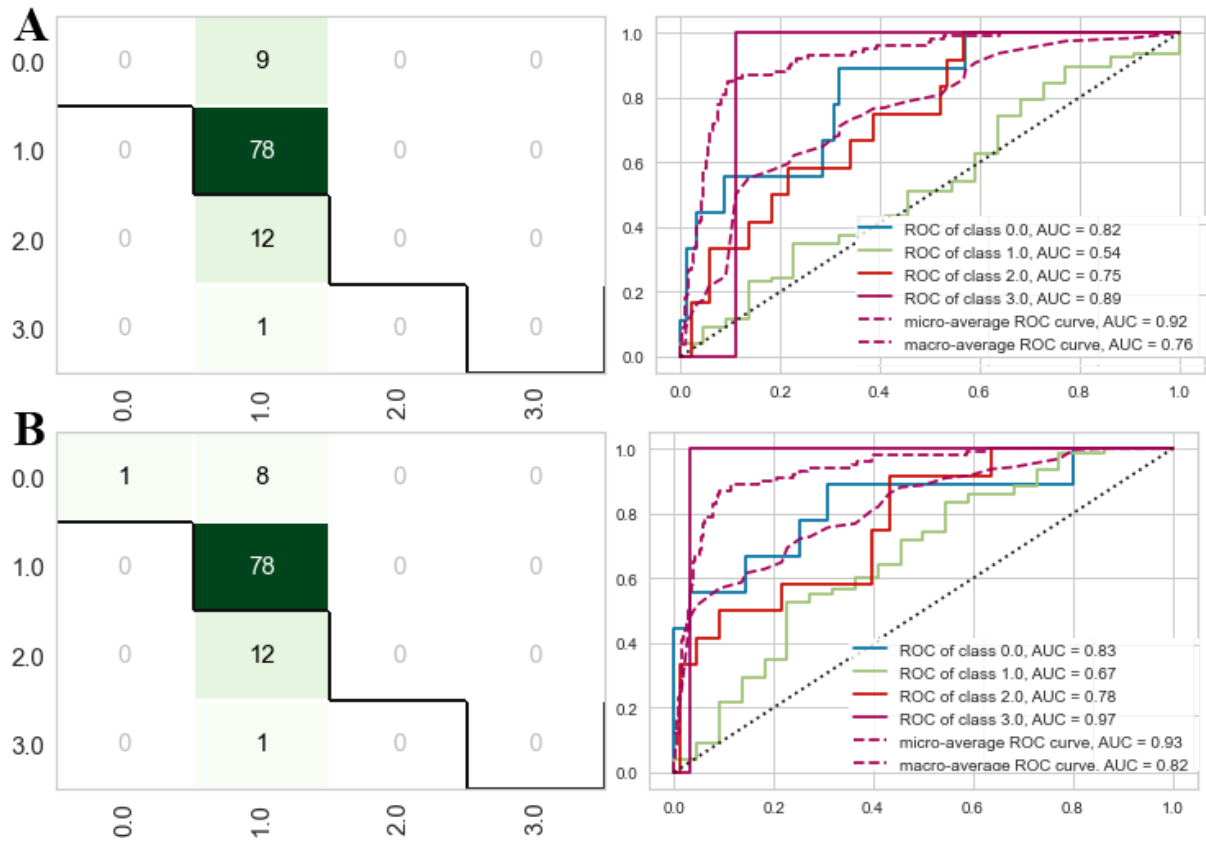 A
0.0 0 9 0 0
1.0 0 78 0 0
2.0 0 12 0 0
3.0 0 1 0 0
0.0 1.0 2.0 3.0
1.0
0.8
0.6
0.4
0.2
0.0
ROC of class 0.0, AUC = 0.82
ROC of class 1.0, AUC = 0.54
ROC of class 2.0, AUC = 0.75
ROC of class 3.0, AUC = 0.89
micro-average ROC curve, AUC = 0.92
macro-average ROC curve, AUC = 0.76
0.0 0.2 0.4 0.6 0.8 1.0
B
0.0 1 8 0 0
1.0 0 78 0 0
2.0 0 12 0 0
3.0 0 1 0 0
0.0 1.0 2.0 3.0
1.0
0.8
0.6
0.4
0.2
0.0
ROC of class 0.0, AUC = 0.83
ROC of class 1.0, AUC = 0.67
ROC of class 2.0, AUC = 0.78
ROC of class 3.0, AUC = 0.97
micro-average ROC curve, AUC = 0.93
macro-average ROC curve, AUC = 0.82
0.0 0.2 0.4 0.6 0.8 1.0